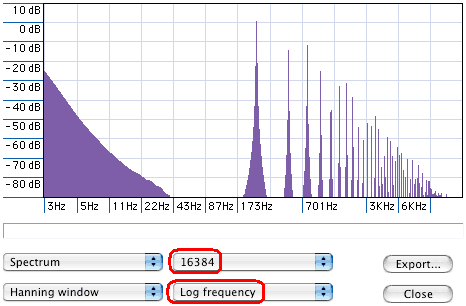 10 dB
0 dB
-10 dB
-20 dB
-30 dB
-40 dB
-50 dB
-60 dB
-70 dB
-80 dB
3Hz 5Hz 11Hz 22Hz 43Hz 87Hz 173Hz 701Hz 3KHz 6KHz
Spectrum 16384 Export...
Hanning window Log frequency Close